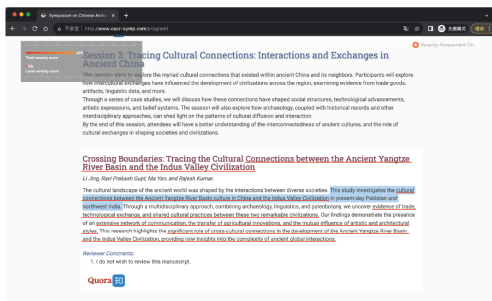 Symposium on Chinese Archa
不安全 | http://www.cacr-symp.com/program/
Veracity Assessment On
Total veracity score
Local veracity score
Session 3: Tracing Cultural Connections: Interactions and Exchanges in
Ancient China
This session aims to explore the myriad cultural connections that existed within ancient China and its neighbors. Participants will explore
how intercultural exchanges have influenced the development of civilizations across the region, examining evidence from trade goods,
artifacts, linguistic data, and more.
Through a series of case studies, we will discuss how these connections have shaped social structures, technological advancements,
artistic expressions, and belief systems. The session will also explore how archaeology, coupled with historical records and other
interdisciplinary approaches, can shed light on the patterns of cultural diffusion and interaction.
By the end of this session, attendees will have a better understanding of the interconnectedness of ancient cultures, and the role of
cultural exchanges in shaping societies and civilizations.
Crossing Boundaries: Tracing the Cultural Connections between the Ancient Yangtze
River Basin and the Indus Valley Civilization
Li Jing, Ravi Prakash Gupt, Ma Yan, and Rajesh Kumar.
The cultural landscape of the ancient world was shaped by the interactions between diverse societies. This study investigates the cultural
connections between the Ancient Yangtze River Basin culture in China and the Indus Valley Civilization in present-day Pakistan and
northwest India. Through a multidisciplinary approach, combining archaeology, linguistics, and paleobotany, we uncover evidence of trade,
technological exchange, and shared cultural practices between these two remarkable civilizations. Our findings demonstrate the presence
of an extensive network of communication, the transfer of agricultural innovations, and the mutual influence of artistic and architectural
styles. This research highlights the significant role of cross-cultural connections in the development of the Ancient Yangtze River Basin
and the Indus Valley Civilization, providing new insights into the complexity of ancient global interactions.
Reviewer Comments:
1. I do not wish to review this manuscript.
Quora 知